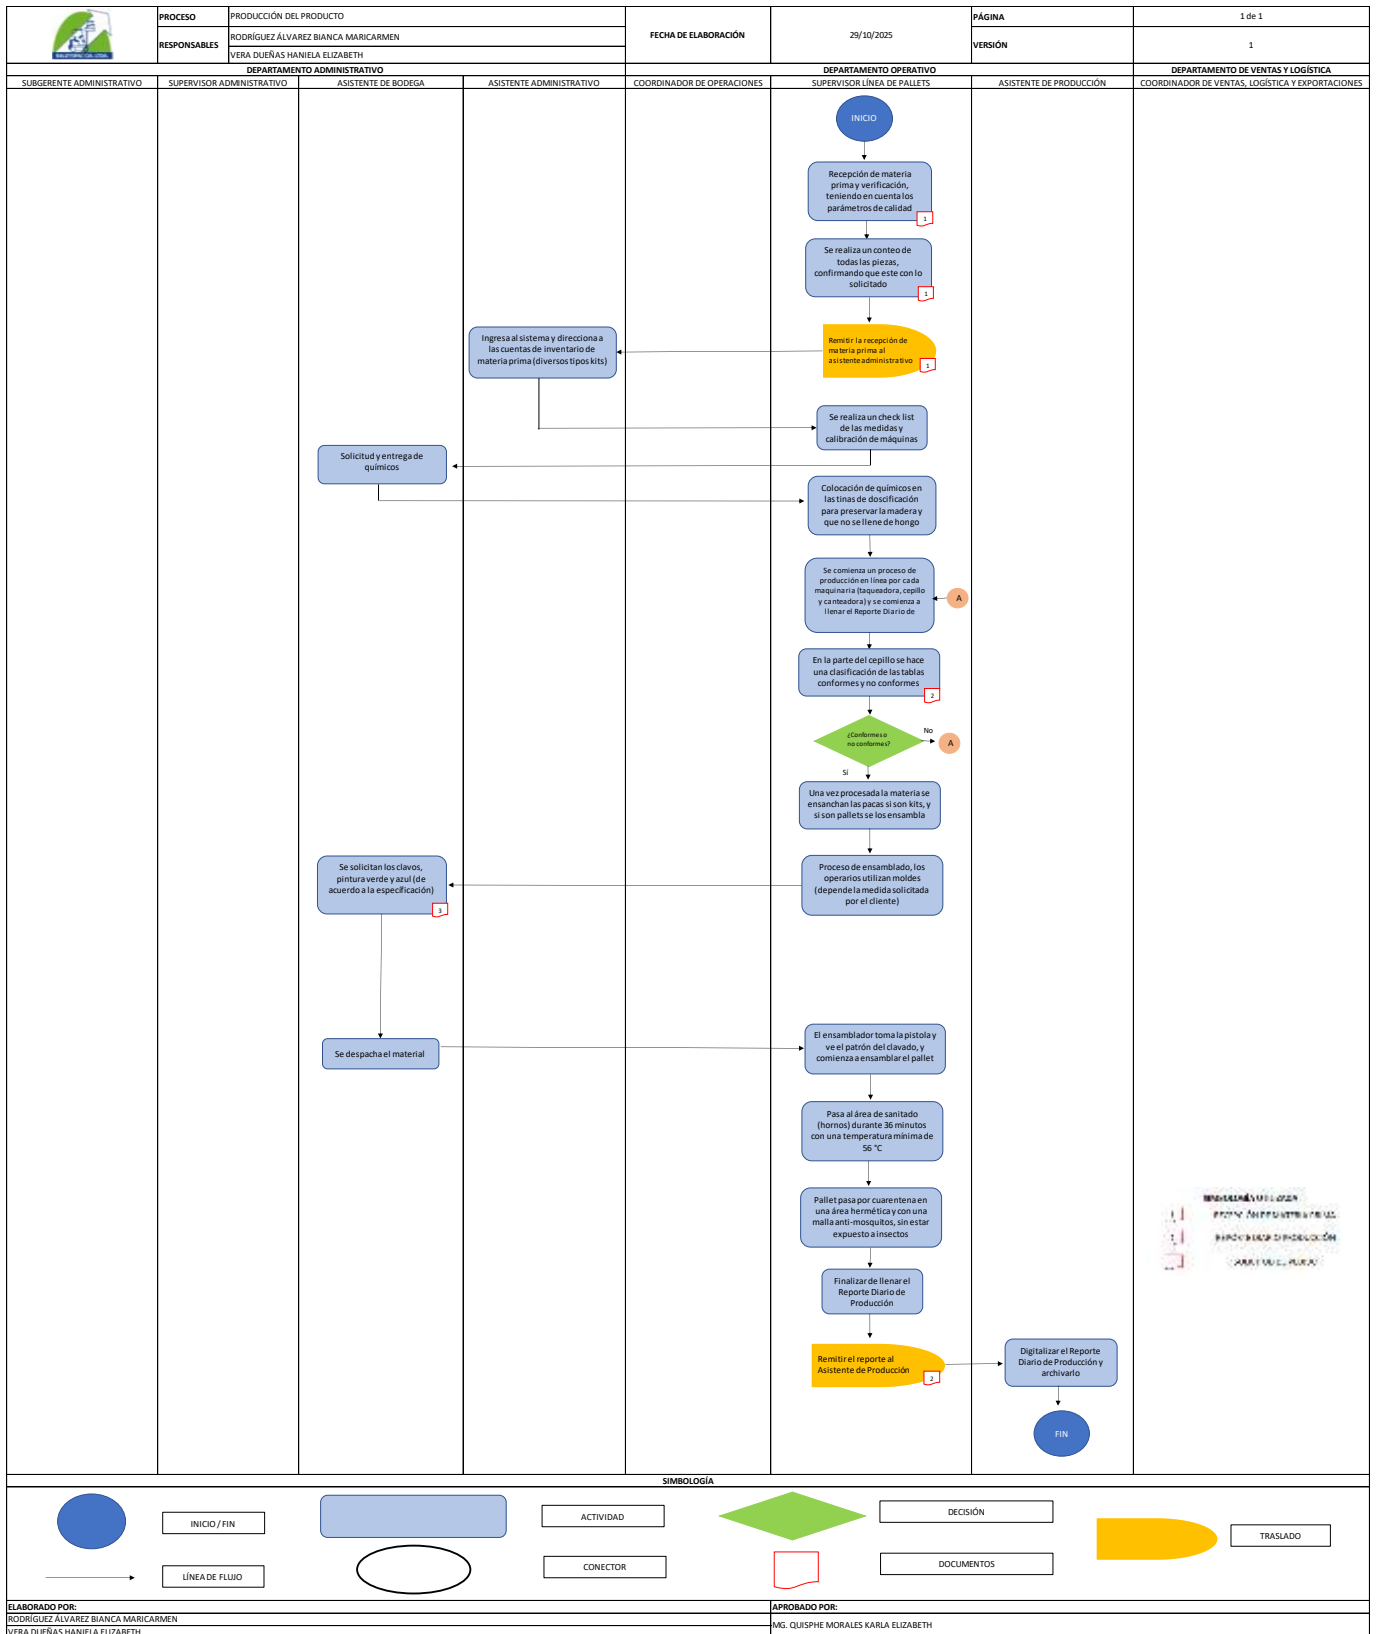 PROCESO
PRODUCCIÓN DEL PRODUCTO
RESPONSABLES
RODRÍGUEZ ÁLVAREZ BIANCA MARICARMEN
VERA DUEÑAS HANIELA ELIZABETH
FECHA DE ELABORACIÓN
29/10/2025
PÁGINA
1 de 1
VERSIÓN
1
DEPARTAMENTO ADMINISTRATIVO
DEPARTAMENTO OPERATIVO
DEPARTAMENTO DE VENTAS Y LOGÍSTICA
SUBGERENTE ADMINISTRATIVO
SUPERVISOR ADMINISTRATIVO
ASISTENTE DE BODEGA
ASISTENTE ADMINISTRATIVO
COORDINADOR DE OPERACIONES
SUPERVISOR LÍNEA DE PALLETS
ASISTENTE DE PRODUCCIÓN
COORDINADOR DE VENTAS, LOGÍSTICA Y EXPORTACIONES
INICIO
Recepción de materia
prima y verificación,
teniendo en cuenta los
parámetros de calidad
1
Se realiza un conteo de
todas las piezas,
confirmando que este con lo
solicitado
1
Remitir la recepción de
materia prima al
asistente administrativo
1
Ingresa al sistema y direcciona a
las cuentas de inventario de
materia prima (diversos tipos kits)
Se realiza un check list
de las medidas y
calibración de máquinas
Solicitud y entrega de
químicos
Colocación de químicos en
las tinas de doscificación
para preservar la madera y
que no se llene de hongo
Se comienza un proceso de
producción en línea por cada
maquinaria (taqueadora, cepillo
y canteadora) y se comienza a
llenar el Reporte Diario de
A
En la parte del cepillo se hace
una clasificación de las tablas
conformes y no conformes
2
¿Conformes o
no conformes?
No
A
Sí
Una vez procesada la materia se
ensanchan las pacas si son kits, y
si son pallets se los ensambla
Proceso de ensamblado, los
operarios utilizan moldes
(depende la medida solicitada
por el cliente)
Se solicitan los clavos,
pintura verde y azul (de
acuerdo a la específicación)
3
Se despacha el material
El ensamblador toma la pistola y
ve el patrón del clavado, y
comienza a ensamblar el pallet
Pasa al área de sanitado
(hornos) durante 36 minutos
con una temperatura mínima de
56 °C
Pallet pasa por cuarentena en
una área hermética y con una
malla anti-mosquitos, sin estar
expuesto a insectos
Finalizar de llenar el
Reporte Diario de
Producción
Remitir el reporte al
Asistente de Producción
2
Digitalizar el Reporte
Diario de Producción y
archivarlo
FIN
SIMBOLOGÍA
INICIO / FIN
ACTIVIDAD
DECISIÓN
TRASLADO
LÍNEA DE FLUJO
CONECTOR
DOCUMENTOS
ELABORADO POR:
APROBADO POR:
RODRÍGUEZ ÁLVAREZ BIANCA MARICARMEN
VERA DUEÑAS HANIELA ELIZABETH
MG. QUISPHE MORALES KARLA ELIZABETH